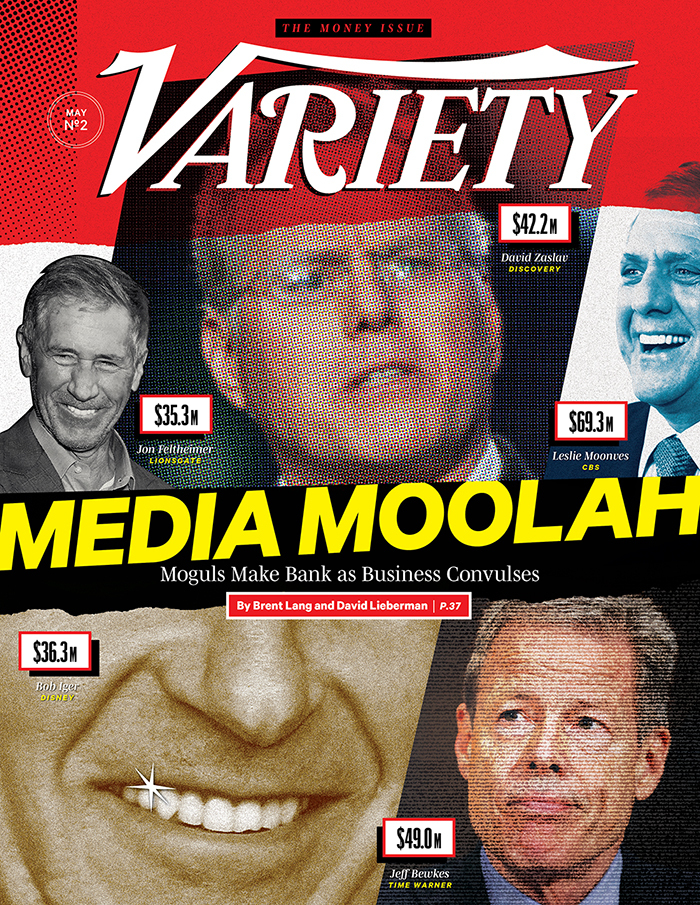 THE MONEY ISSUE
VARIETY
MAY
Nº2
$42.2M
David Zaslav
DISCOVERY
$35.3M
Jon Feltheimer
LIONSGATE
$69.3M
Leslie Moonves
CBS
MEDIA MOOLAH
Moguls Make Bank as Business Convulses
By Brent Lang and David Lieberman | P.37
$36.3M
Bob Iger
DISNEY
$49.0M
Jeff Bewkes
TIME WARNER